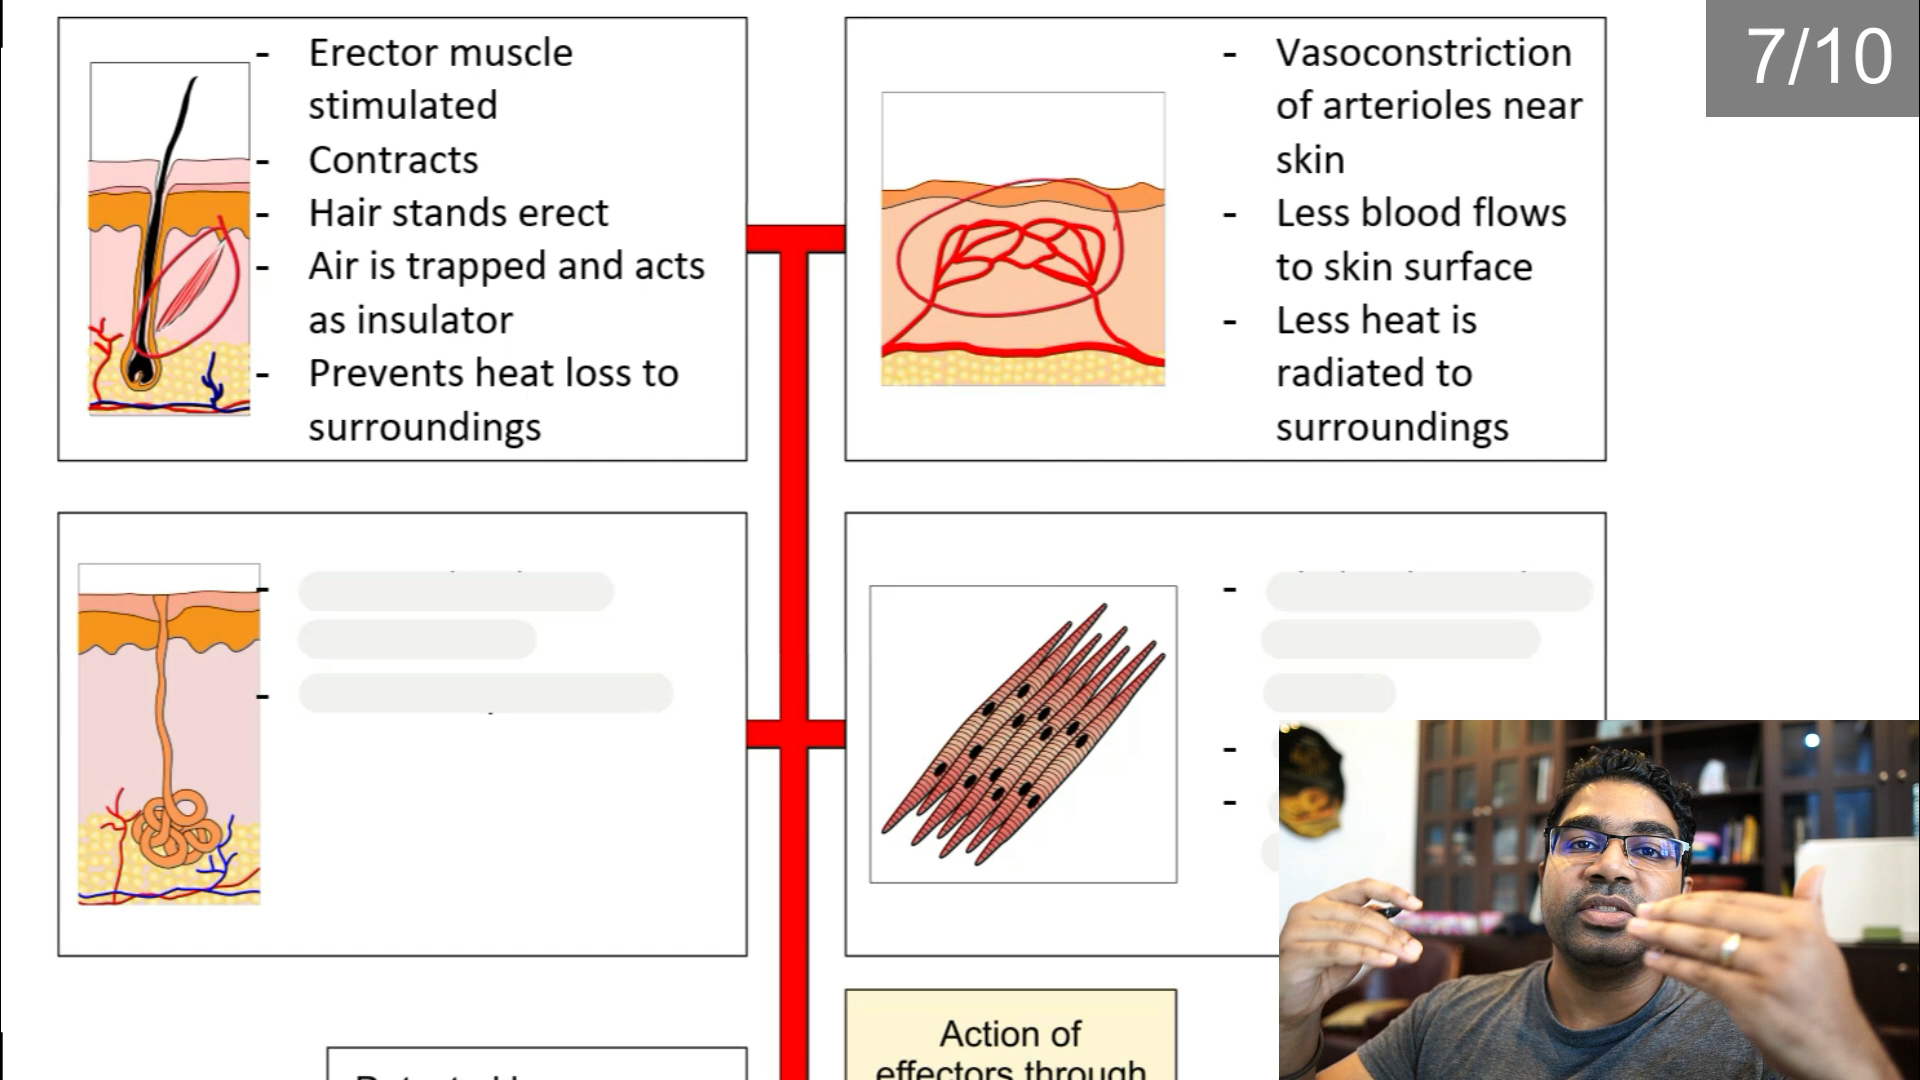 - Erector muscle
stimulated
- Contracts
- Hair stands erect
- Air is trapped and acts
as insulator
- Prevents heat loss to
surroundings
- Vasoconstriction
of arterioles near
skin
- Less blood flows
to skin surface
- Less heat is
radiated to
surroundings
7/10
Action of
effectors through